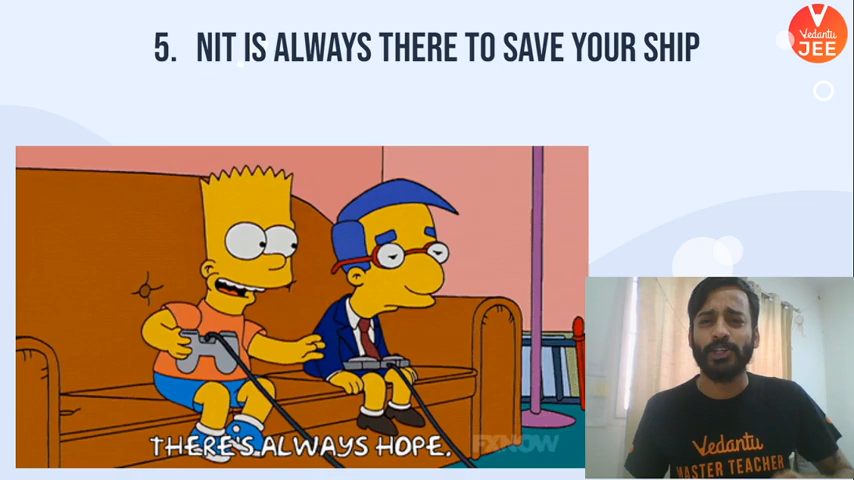 5. NIT IS ALWAYS THERE TO SAVE YOUR SHIP
Vedantu
JEE
THERE'S ALWAYS HOPE.
FXNOW
Vedantu
MASTER TEACHER